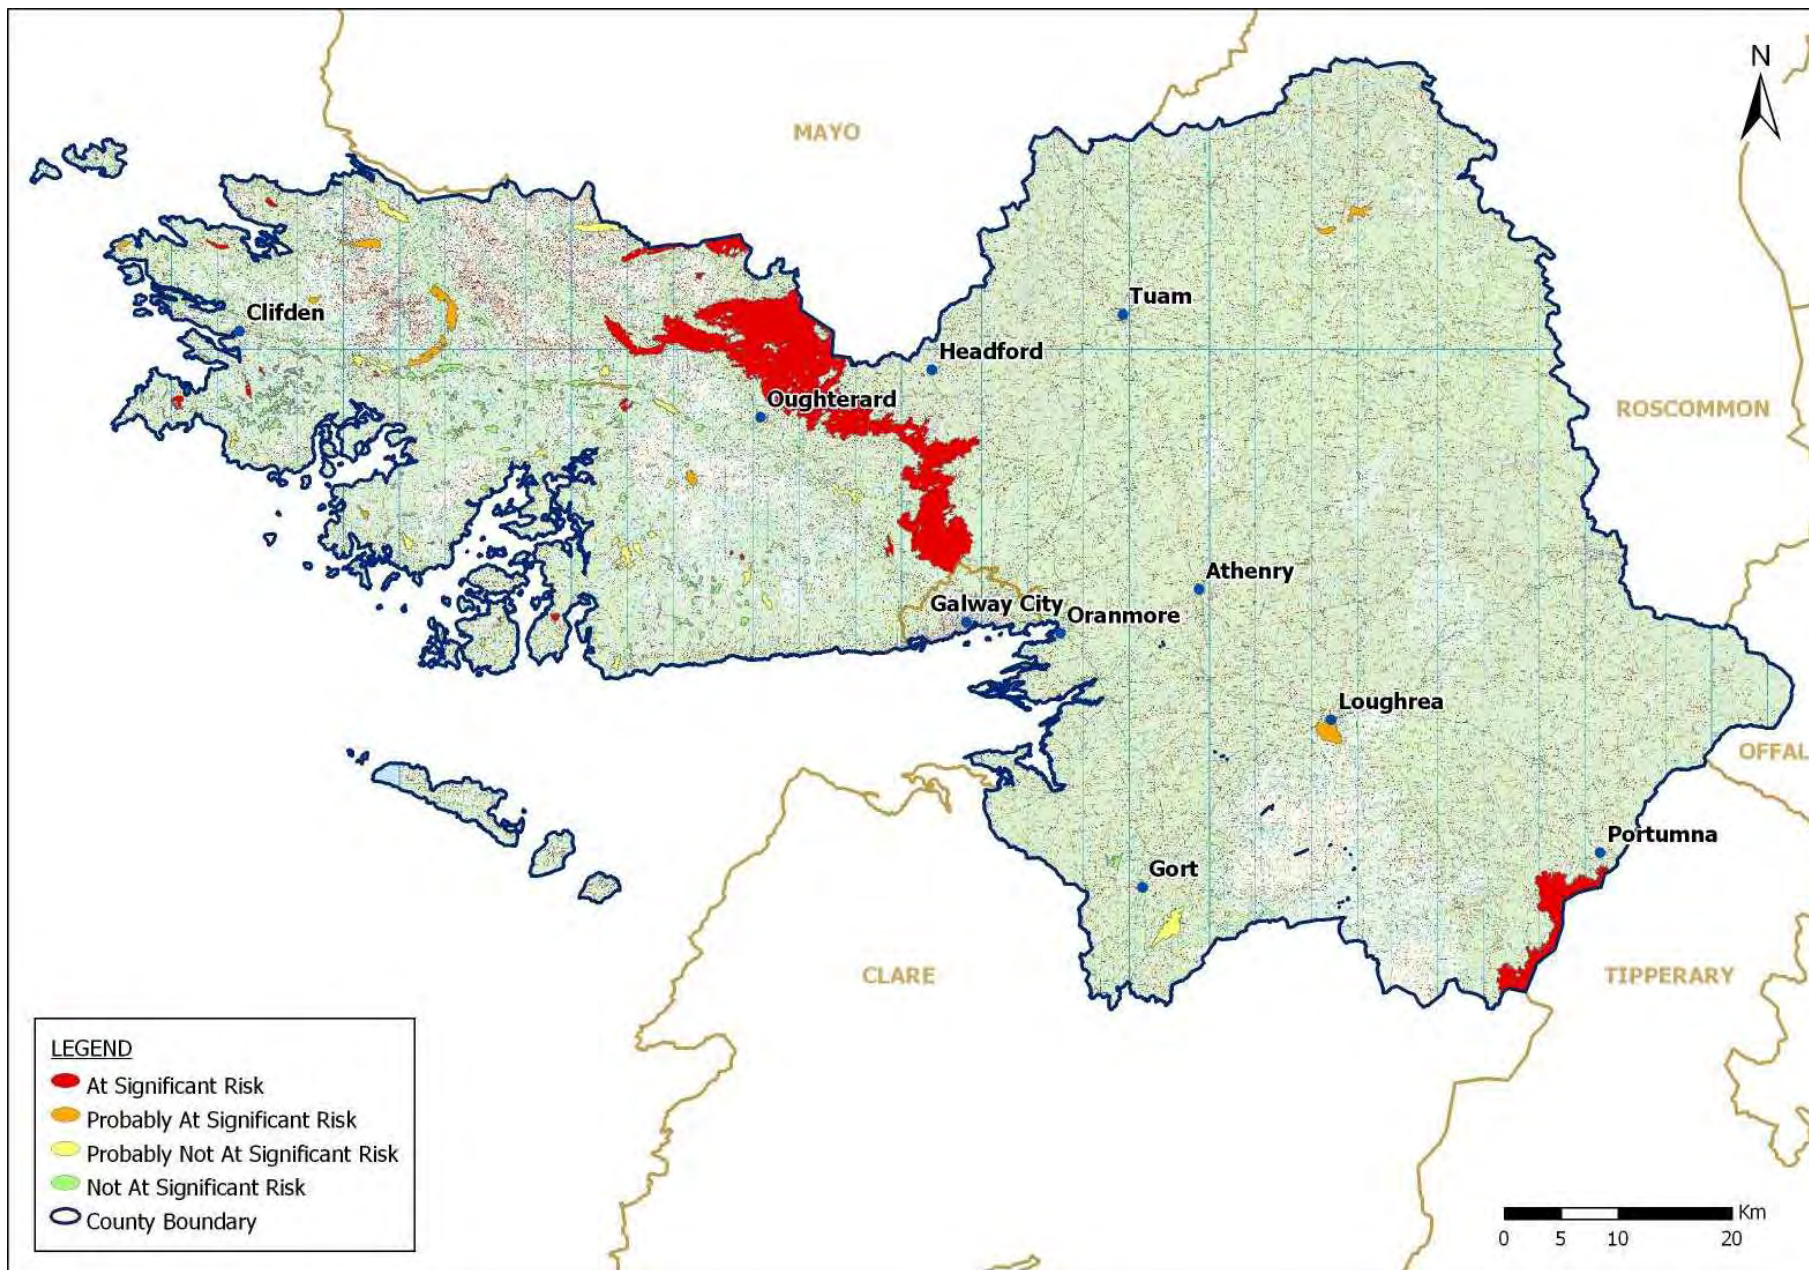 N
MAYO
Clifden
Tuam
Headford
Oughterard
ROSCOMMON
Athenry
Galway City
Oranmore
Loughrea
OFFAL
Portumna
Gort
CLARE
TIPPERARY
LEGEND
At Significant Risk
Probably At Significant Risk
Probably Not At Significant Risk
Not At Significant Risk
County Boundary
Km
0 5 10 20